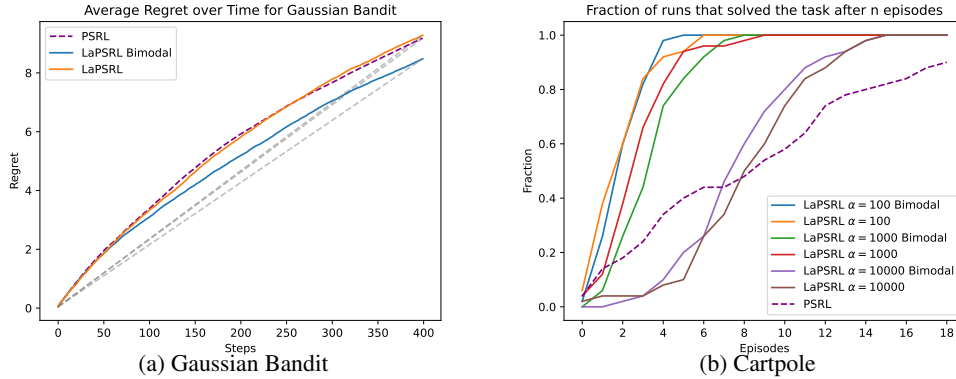 Average Regret over Time for Gaussian Bandit
PSRL
LaPSRL Bimodal
LaPSRL
Regret
8
6
4
2
0
0 50 100 150 200 250 300 350 400
Steps
(a) Gaussian Bandit
Fraction of runs that solved the task after n episodes
Fraction
1.0
0.8
0.6
0.4
0.2
0.0
LaPSRL α = 100 Bimodal
LaPSRL α = 100
LaPSRL α = 1000 Bimodal
LaPSRL α = 1000
LaPSRL α = 10000 Bimodal
LaPSRL α = 10000
PSRL
0 2 4 6 8 10 12 14 16 18
Episodes
(b) Cartpole